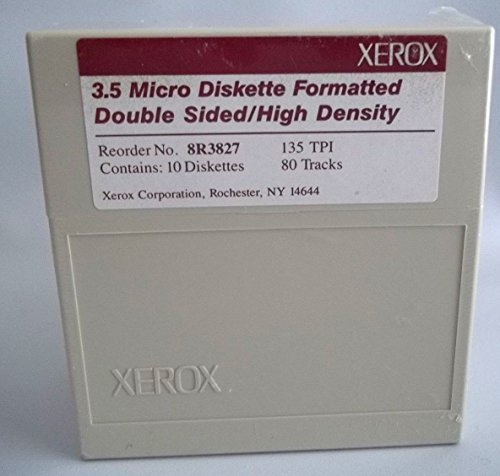 XEROX
3.5 Micro Diskette Formatted
Double Sided/High Density
Reorder No. 8R3827 135 TPI
Contains: 10 Diskettes 80 Tracks
Xerox Corporation, Rochester, NY 14644
XEROX